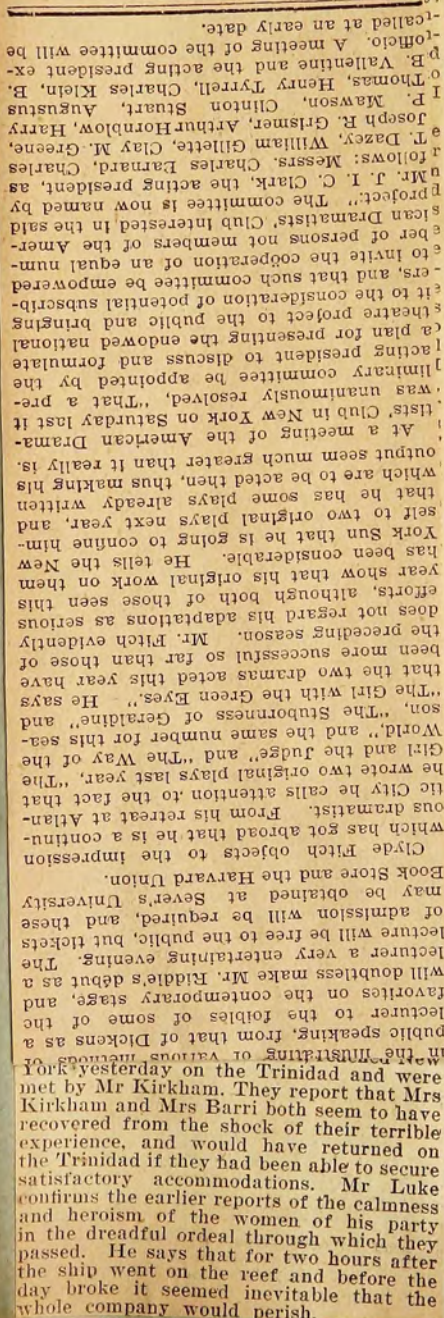 in the illustrating of various methods of
public speaking, from that of Dickens as a
lecturer to the foibles of some of the
favorites on the contemporary stage, and
will doubtless make Mr. Riddle's début as a
lecturer a very entertaining evening. The
lecture will be free to the public, but tickets
of admission will be required, and these
may be obtained at Sever's University
Book Store and the Harvard Union.
Clyde Fitch objects to the impression
which has got abroad that he is a continu-
ous dramatist. From his retreat at Atlan-
tic City he calls attention to the fact that
he wrote two original plays last year, "The
Girl and the Judge" and "The Way of the
World," and the same number for this sea-
son, "The Stubornness of Geraldine" and
"The Girl with the Green Eyes." He says
that the two dramas acted this year have
been more successful so far than those of
the preceding season. Mr. Fitch evidently
does not regard his adaptations as serious
efforts, although both of those seen this
year show that his original work on them
has been considerable. He tells the New
York Sun that he is going to confine him-
self to two original plays next year, and
that he has some plays already written
which are to be acted then, thus making his
output seem much greater than it really is.
At a meeting of the American Drama-
tists' Club in New York on Saturday last it
was unanimously resolved, "That a pre-
liminary committee be appointed by the
acting president to discuss and formulate
a plan for presenting the endowed national
theatre project to the public and bringing
it to the consideration of potential subscrib-
ers, and that such committee be empowered
to invite the coöperation of an equal num-
ber of persons not members of the Amer-
ican Dramatists' Club interested in the said
project:" The committee is now named by
Mr. J. I. C. Clark, the acting president, as
follows: Messrs. Charles Barnard, Charles
T. Dazey, William Gillette, Clay M. Greene,
Joseph R. Grismer, Arthur Hornblow, Harry
P. Mawson, Clinton Stuart, Augustus
Thomas, Henry Tyrrell, Charles Klein, B.
B. Vallentine and the acting president ex-
officio. A meeting of the committee will be
called at an early date.
York yesterday on the Trinidad and were
met by Mr Kirkham. They report that Mrs
Kirkham and Mrs Barri both seem to have
recovered from the shock of their terrible
experience, and would have returned on
the Trinidad if they had been able to secure
satisfactory accommodations. Mr Luke
confirms the earlier reports of the calmness
and heroism of the women of his party
in the dreadful ordeal through which they
passed. He says that for two hours after
the ship went on the reef and before the
day broke it seemed inevitable that the
whole company would perish.